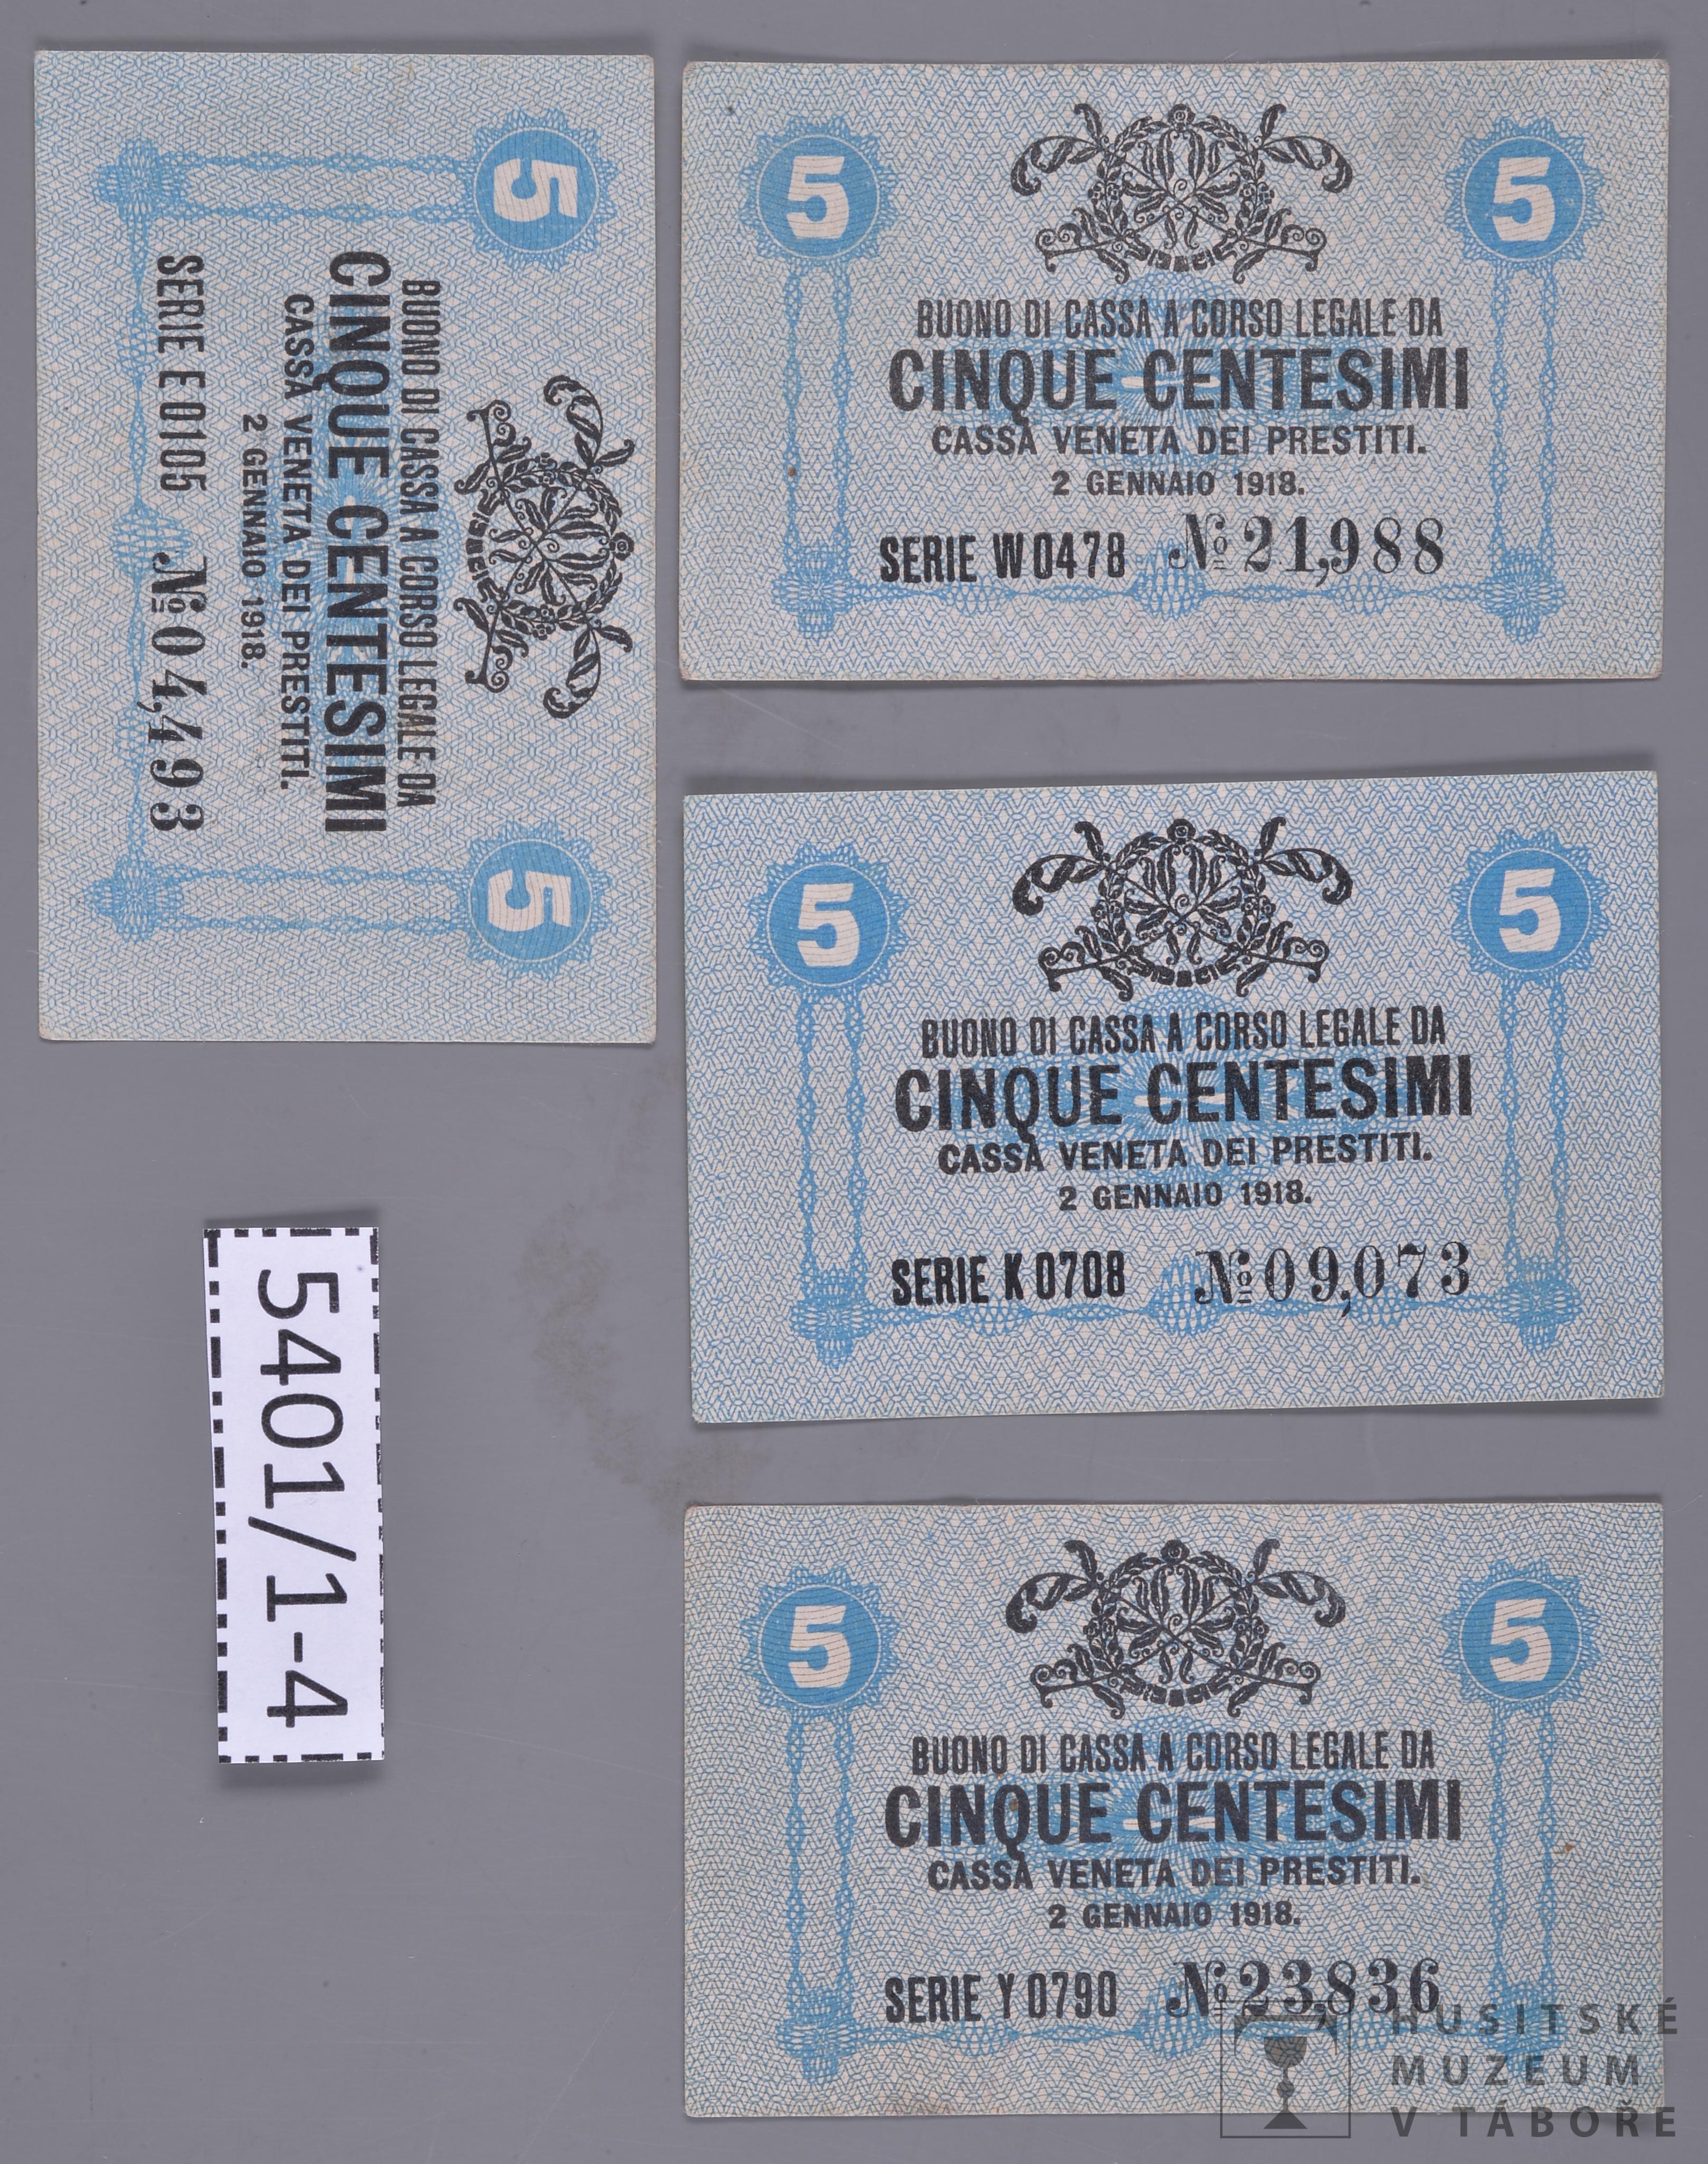 5
5
BUONO DI CASSA A CORSO LEGALE DA
CINQUE CENTESIMI
CASSA VENETA DEI PRESTITI.
2 GENNAIO 1918.
SERIE E 0105 No 04,493
5
5
BUONO DI CASSA A CORSO LEGALE DA
CINQUE CENTESIMI
CASSA VENETA DEI PRESTITI.
2 GENNAIO 1918.
SERIE W 0478 No 21,988
5
5
BUONO DI CASSA A CORSO LEGALE DA
CINQUE CENTESIMI
CASSA VENETA DEI PRESTITI.
2 GENNAIO 1918.
SERIE K 0708 No 09,073
5401/1-4
5
5
BUONO DI CASSA A CORSO LEGALE DA
CINQUE CENTESIMI
CASSA VENETA DEI PRESTITI.
2 GENNAIO 1918.
SERIE Y 0790 No 23,836
HUSITSKÉ
MUZEUM
V TÁBOŘE